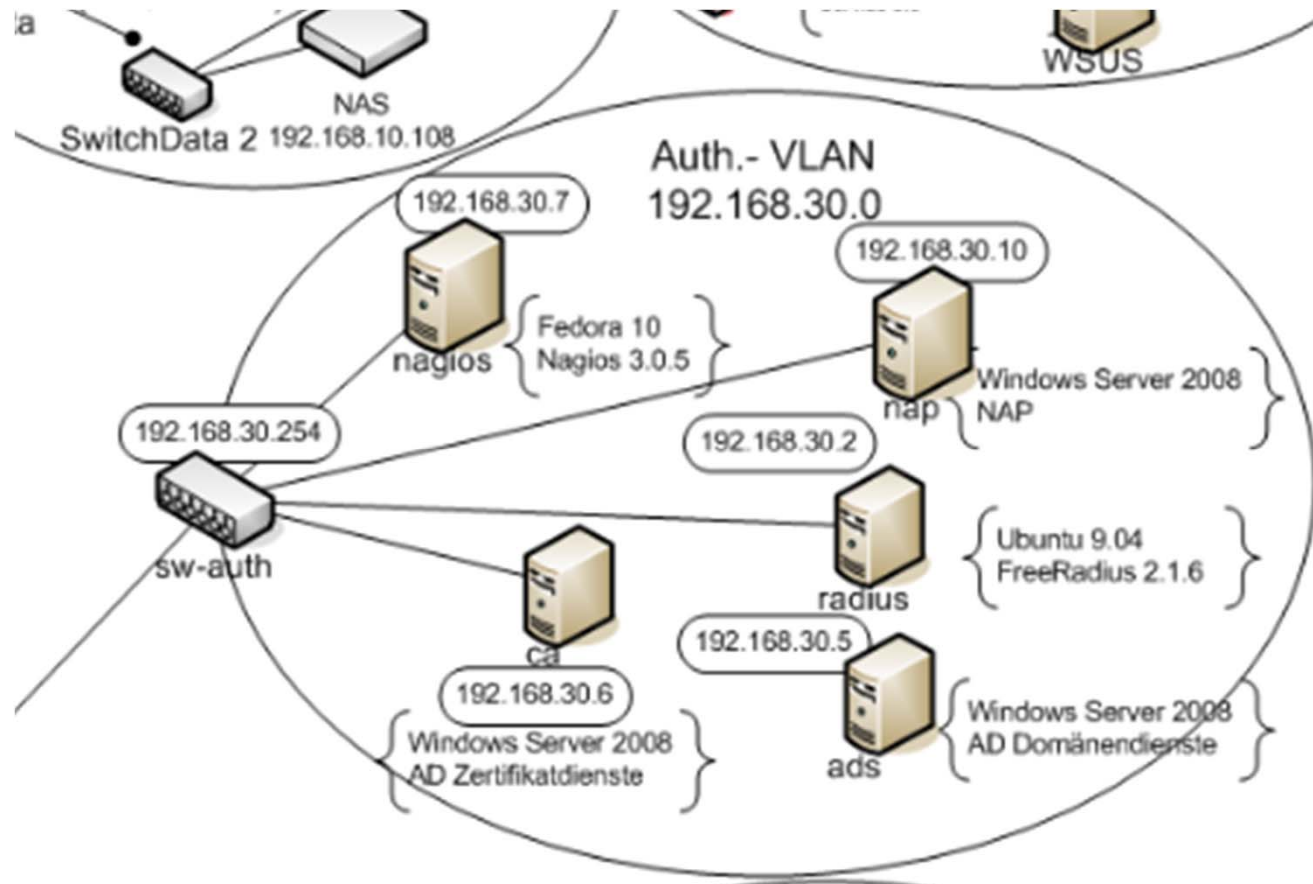 WSUS
NAS
SwitchData 2
192.168.10.108
Auth.- VLAN
192.168.30.0
192.168.30.7
nagios
Fedora 10
Nagios 3.0.5
192.168.30.10
nap
Windows Server 2008
NAP
192.168.30.254
sw-auth
192.168.30.2
radius
Ubuntu 9.04
FreeRadius 2.1.6
ca
192.168.30.6
Windows Server 2008
AD Zertifikatdienste
192.168.30.5
ads
Windows Server 2008
AD Domänendienste